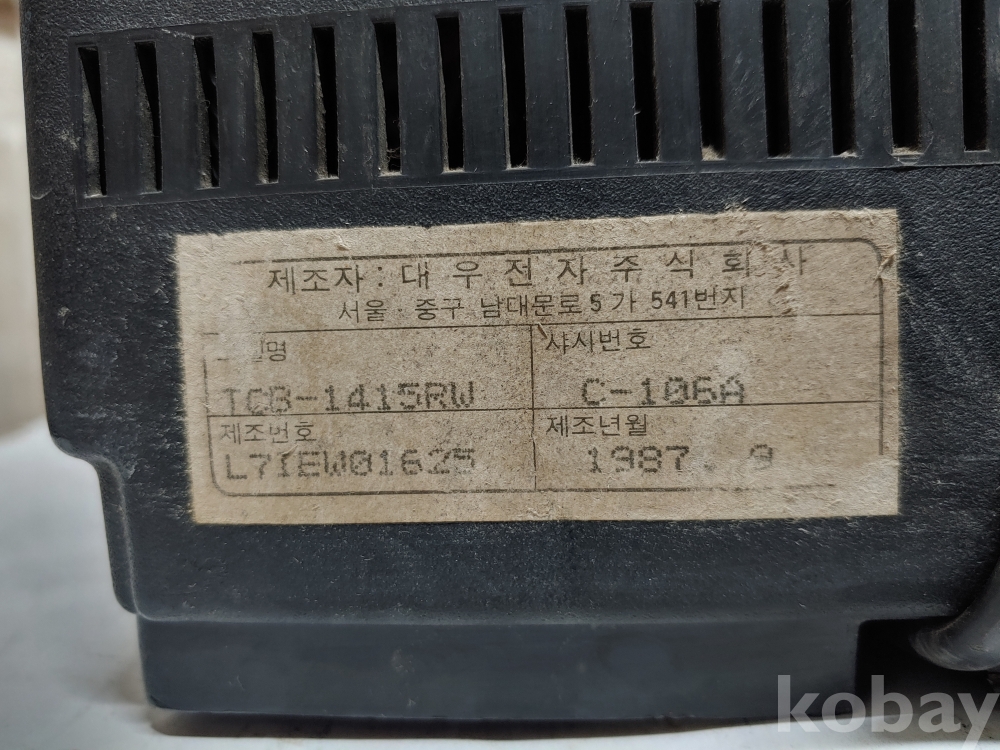 제조자 : 대우전자주식회사
서울 · 중구 남대문로 5 가 541번지
샤시번호
TCB-1415RW C-106A
제조번호 제조년월
L7IEW01625 1987. 9
kobay